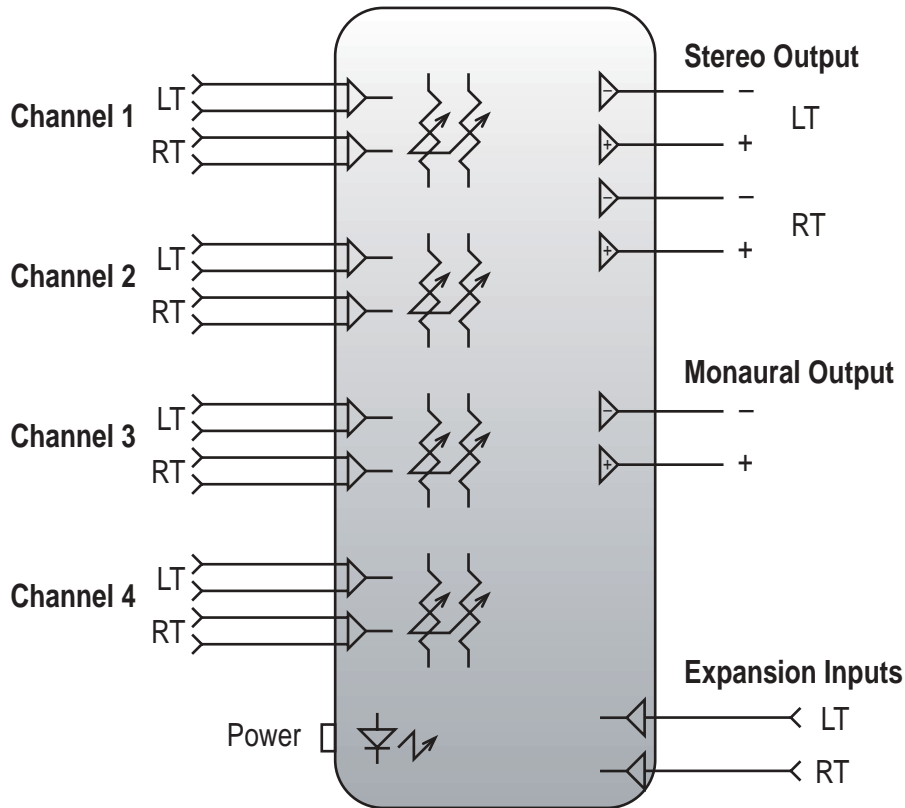 Stereo Output
Channel 1
LT
RT
−
LT
+
−
RT
+
Channel 2
LT
RT
Monaural Output
−
+
Channel 3
LT
RT
Channel 4
LT
RT
Expansion Inputs
LT
RT
Power